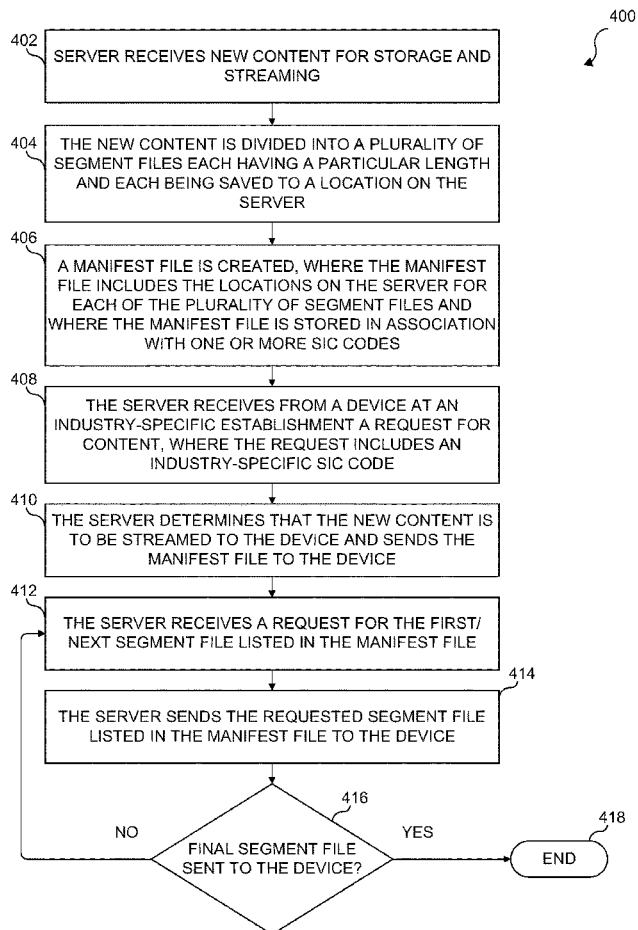 400
402
SERVER RECEIVES NEW CONTENT FOR STORAGE AND
STREAMING
404
THE NEW CONTENT IS DIVIDED INTO A PLURALITY OF
SEGMENT FILES EACH HAVING A PARTICULAR LENGTH
AND EACH BEING SAVED TO A LOCATION ON THE
SERVER
406
A MANIFEST FILE IS CREATED, WHERE THE MANIFEST
FILE INCLUDES THE LOCATIONS ON THE SERVER FOR
EACH OF THE PLURALITY OF SEGMENT FILES AND
WHERE THE MANIFEST FILE IS STORED IN ASSOCIATION
WITH ONE OR MORE SIC CODES
408
THE SERVER RECEIVES FROM A DEVICE AT AN
INDUSTRY-SPECIFIC ESTABLISHMENT A REQUEST FOR
CONTENT, WHERE THE REQUEST INCLUDES AN
INDUSTRY-SPECIFIC SIC CODE
410
THE SERVER DETERMINES THAT THE NEW CONTENT IS
TO BE STREAMED TO THE DEVICE AND SENDS THE
MANIFEST FILE TO THE DEVICE
412
THE SERVER RECEIVES A REQUEST FOR THE FIRST/
NEXT SEGMENT FILE LISTED IN THE MANIFEST FILE
414
THE SERVER SENDS THE REQUESTED SEGMENT FILE
LISTED IN THE MANIFEST FILE TO THE DEVICE
416
NO
YES
FINAL SEGMENT FILE
SENT TO THE DEVICE?
418
END